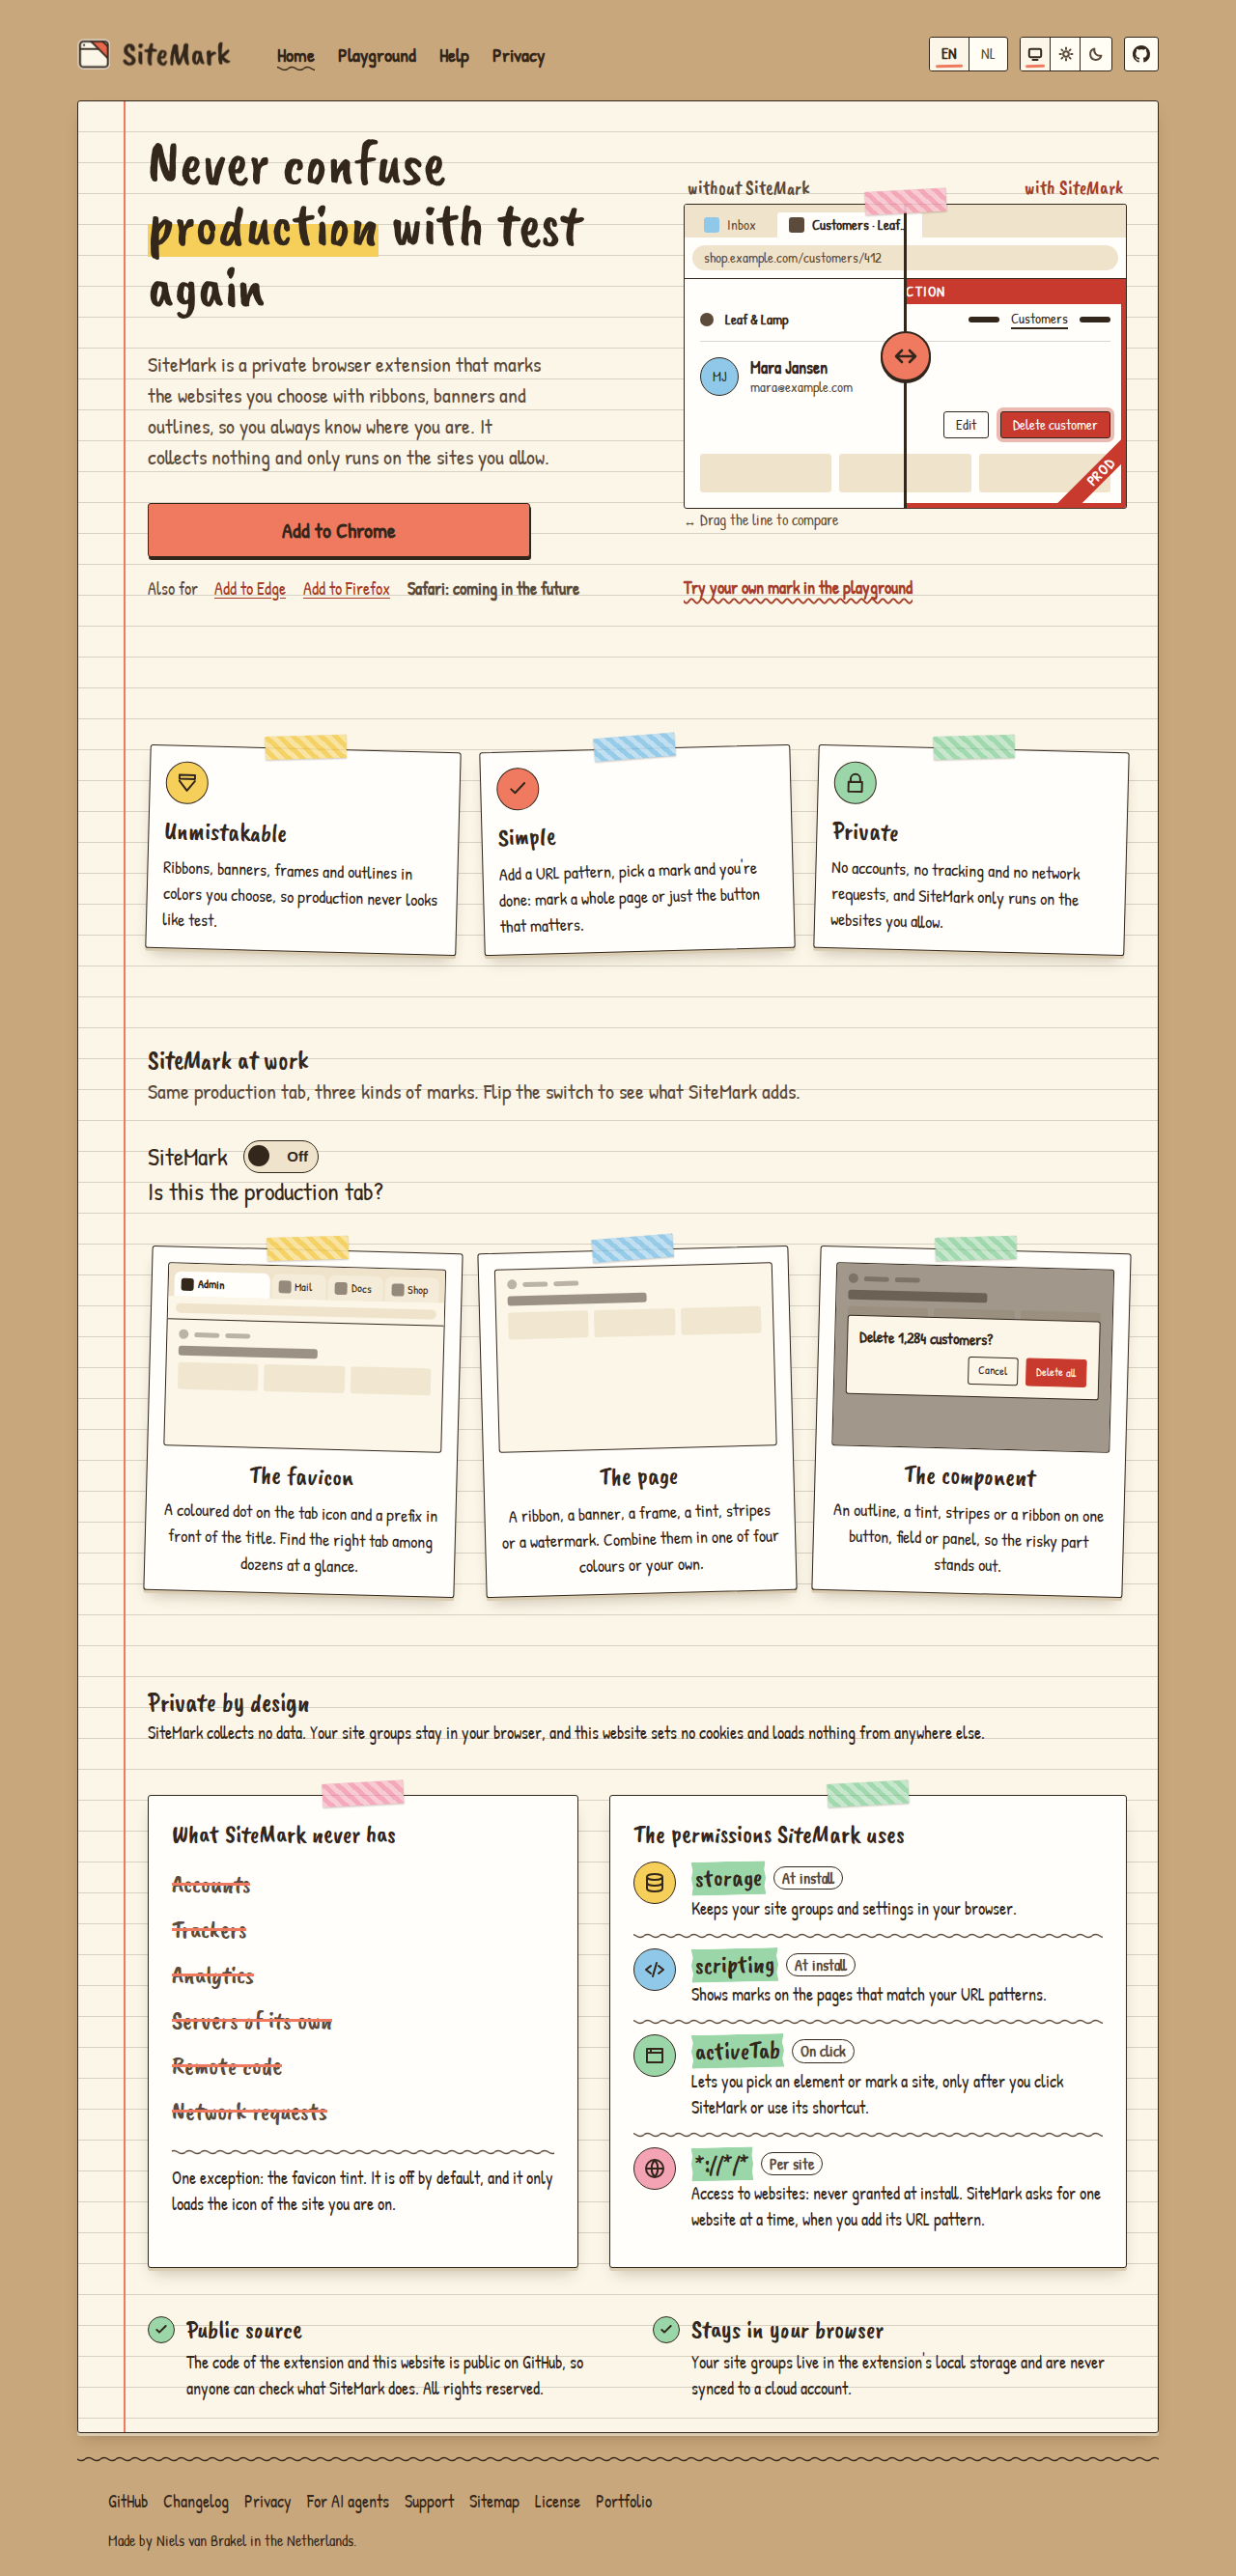 SiteMark
Home Playground Help Privacy
EN NL
Never confuse
production with test
again
SiteMark is a private browser extension that marks
the websites you choose with ribbons, banners and
outlines, so you always know where you are. It
collects nothing and only runs on the sites you allow.
Add to Chrome
Also for Add to Edge Add to Firefox Safari: coming in the future
without SiteMark with SiteMark
Inbox Customers · Leaf…
shop.example.com/customers/412
CTION
Leaf & Lamp Customers
MJ Mara Jansen
mara@example.com
Edit Delete customer
PROD
↔ Drag the line to compare
Try your own mark in the playground
Unmistakable
Ribbons, banners, frames and outlines in
colors you choose, so production never looks
like test.
Simple
Add a URL pattern, pick a mark and you're
done: mark a whole page or just the button
that matters.
Private
No accounts, no tracking and no network
requests, and SiteMark only runs on the
websites you allow.
SiteMark at work
Same production tab, three kinds of marks. Flip the switch to see what SiteMark adds.
SiteMark Off
Is this the production tab?
Admin Mail Docs Shop
The favicon
A coloured dot on the tab icon and a prefix in
front of the title. Find the right tab among
dozens at a glance.
The page
A ribbon, a banner, a frame, a tint, stripes
or a watermark. Combine them in one of four
colours or your own.
Delete 1,284 customers?
Cancel Delete all
The component
An outline, a tint, stripes or a ribbon on one
button, field or panel, so the risky part
stands out.
Private by design
SiteMark collects no data. Your site groups stay in your browser, and this website sets no cookies and loads nothing from anywhere else.
What SiteMark never has
Accounts
Trackers
Analytics
Servers of its own
Remote code
Network requests
One exception: the favicon tint. It is off by default, and it only
loads the icon of the site you are on.
The permissions SiteMark uses
storage At install
Keeps your site groups and settings in your browser.
scripting At install
Shows marks on the pages that match your URL patterns.
activeTab On click
Lets you pick an element or mark a site, only after you click
SiteMark or use its shortcut.
*://*/* Per site
Access to websites: never granted at install. SiteMark asks for one
website at a time, when you add its URL pattern.
Public source
The code of the extension and this website is public on GitHub, so
anyone can check what SiteMark does. All rights reserved.
Stays in your browser
Your site groups live in the extension's local storage and are never
synced to a cloud account.
GitHub Changelog Privacy For AI agents Support Sitemap License Portfolio
Made by Niels van Brakel in the Netherlands.